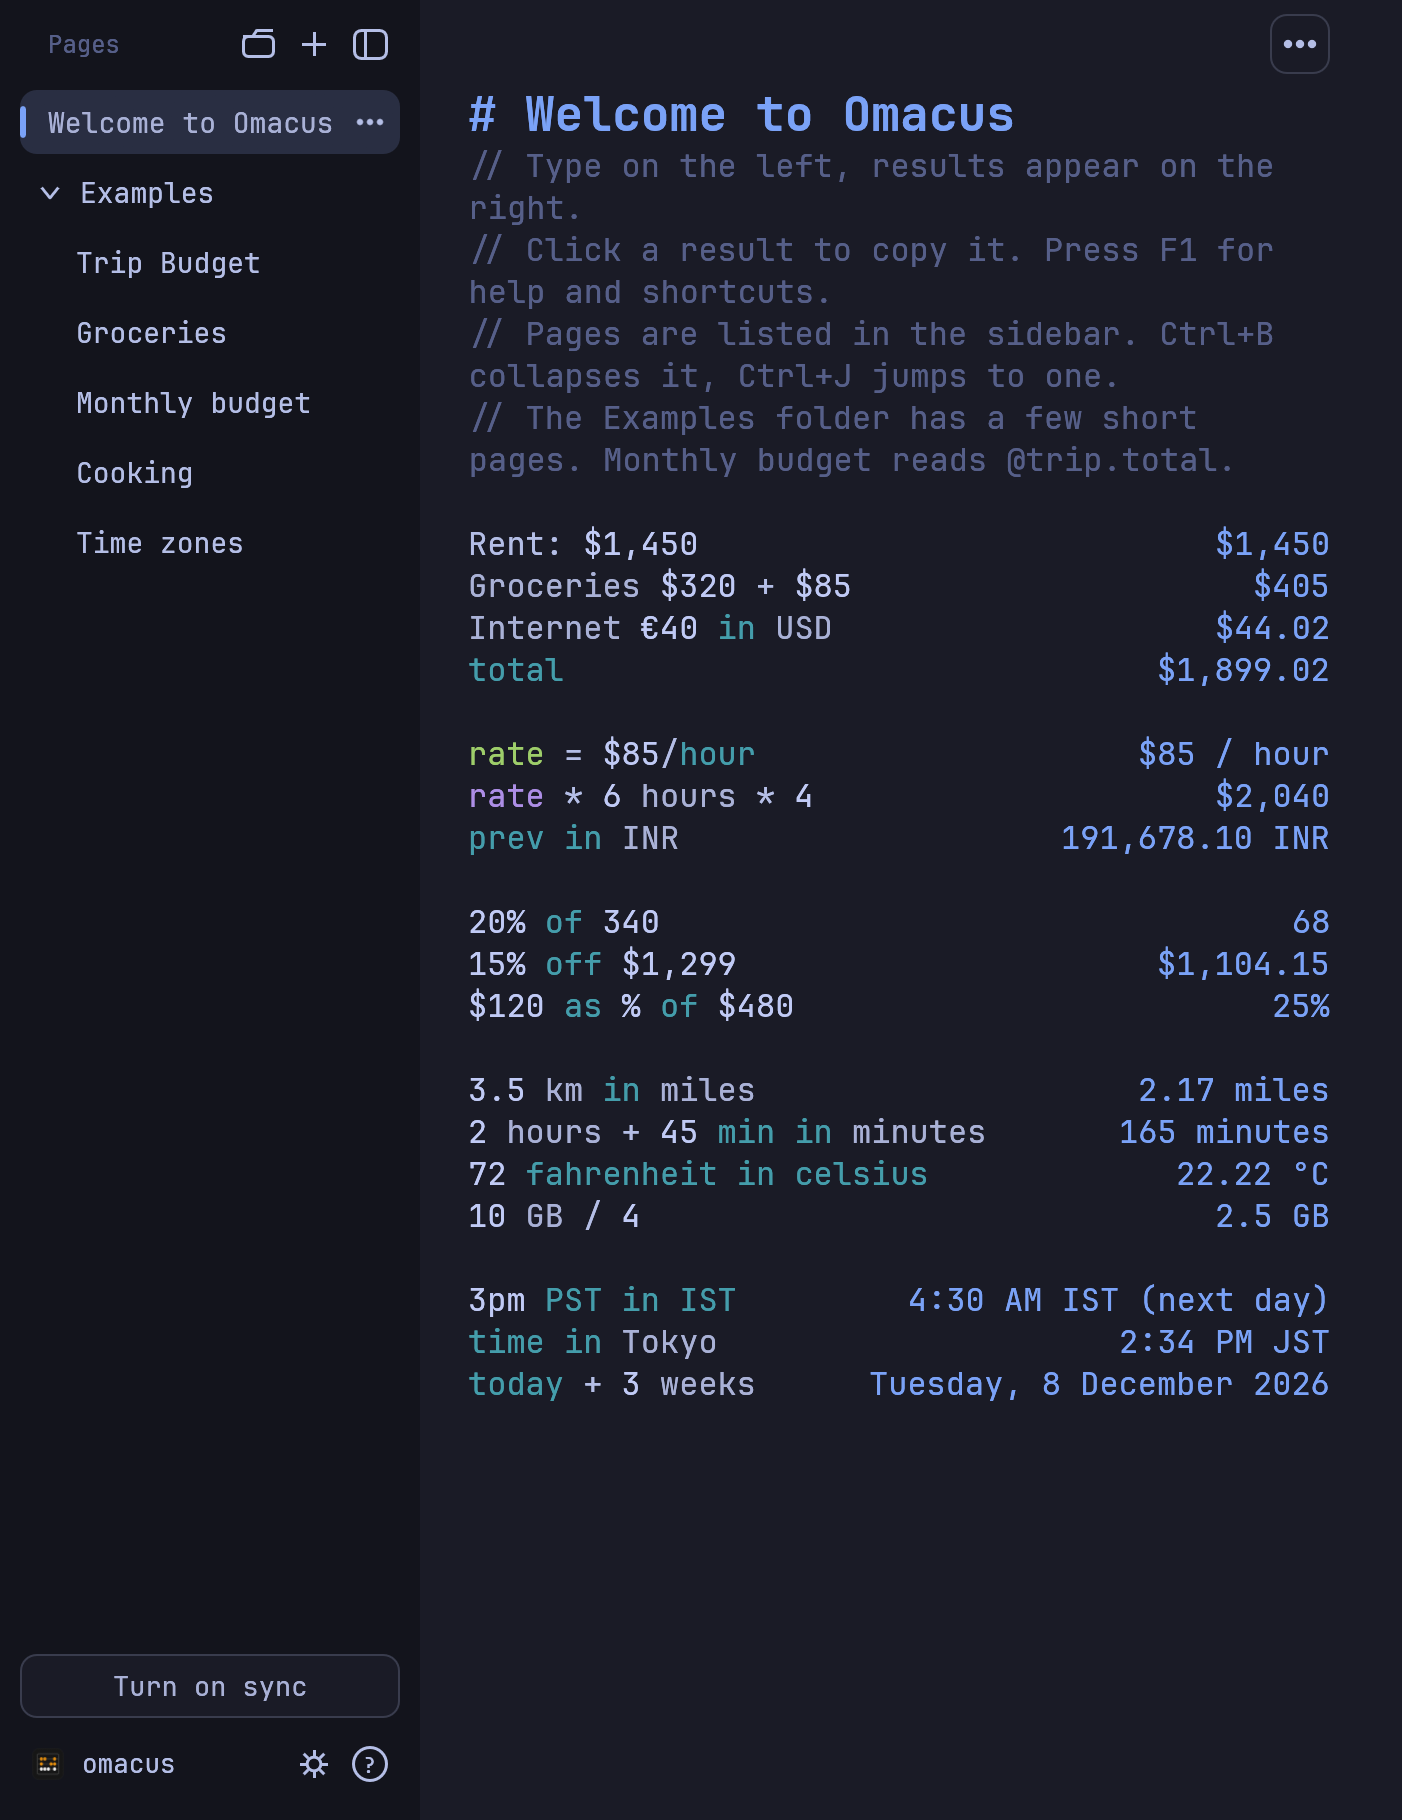 Pages
Welcome to Omacus •••
Examples
Trip Budget
Groceries
Monthly budget
Cooking
Time zones
Turn on sync
omacus
?
•••
# Welcome to Omacus
// Type on the left, results appear on the
right.
// Click a result to copy it. Press F1 for
help and shortcuts.
// Pages are listed in the sidebar. Ctrl+B
collapses it, Ctrl+J jumps to one.
// The Examples folder has a few short
pages. Monthly budget reads @trip.total.
Rent: $1,450 $1,450
Groceries $320 + $85 $405
Internet €40 in USD $44.02
total $1,899.02
rate = $85/hour $85 / hour
rate * 6 hours * 4 $2,040
prev in INR 191,678.10 INR
20% of 340 68
15% off $1,299 $1,104.15
$120 as % of $480 25%
3.5 km in miles 2.17 miles
2 hours + 45 min in minutes 165 minutes
72 fahrenheit in celsius 22.22 °C
10 GB / 4 2.5 GB
3pm PST in IST 4:30 AM IST (next day)
time in Tokyo 2:34 PM JST
today + 3 weeks Tuesday, 8 December 2026